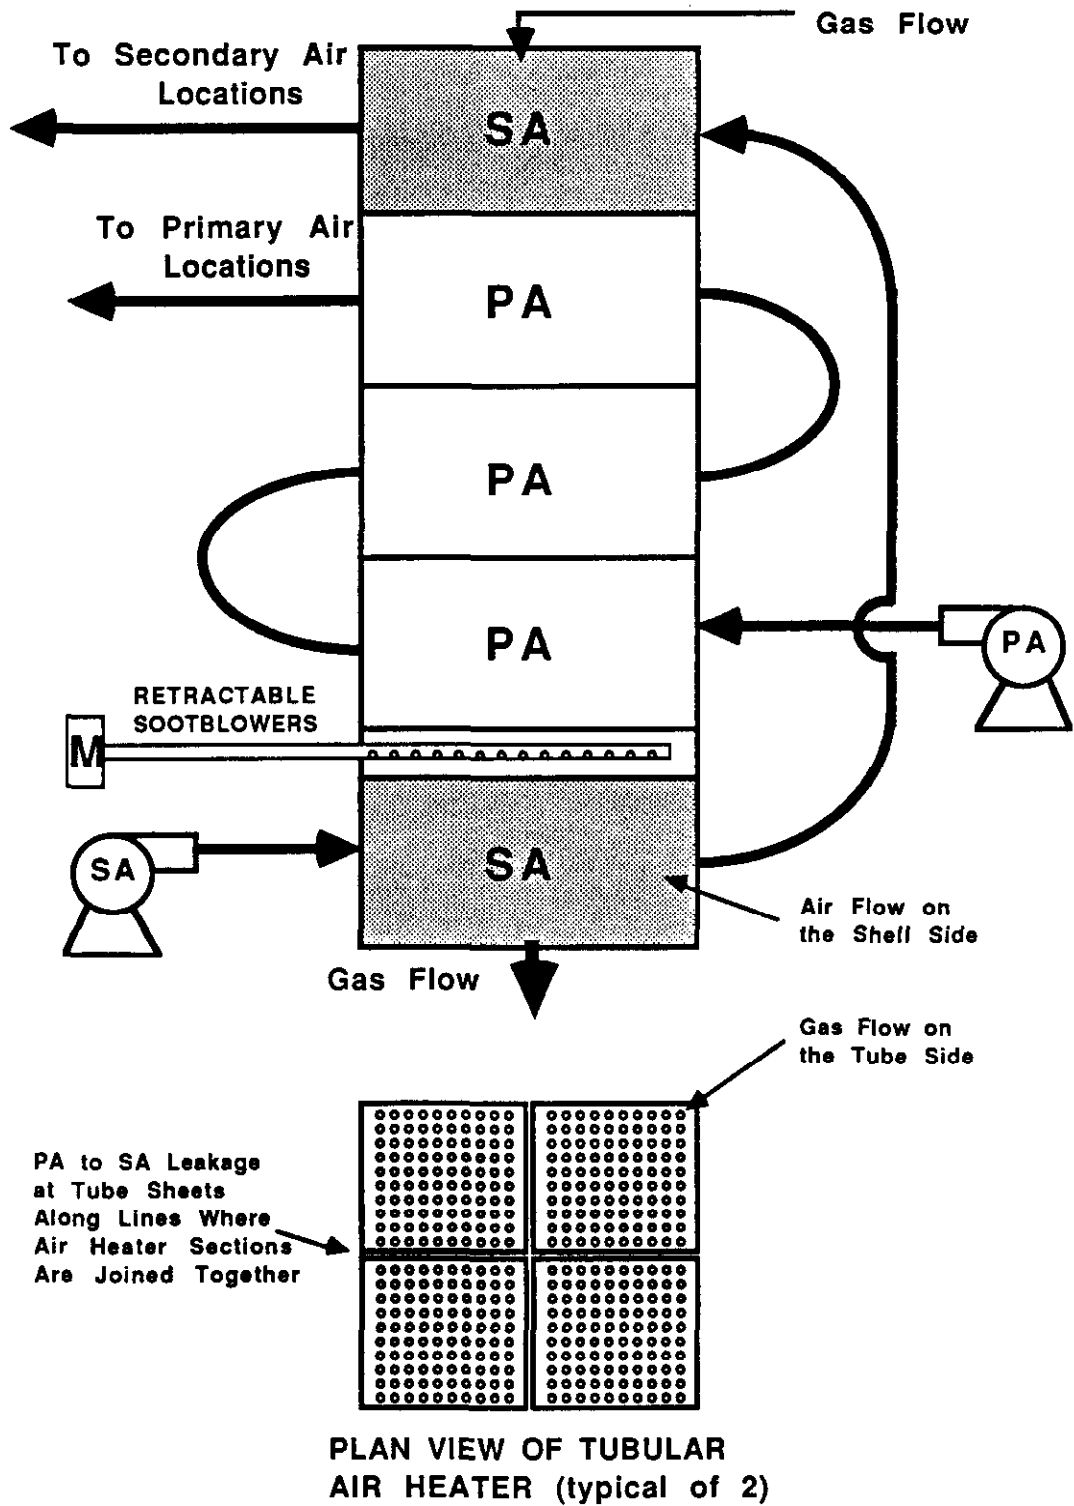 Gas Flow
To Secondary Air
Locations
SA
To Primary Air
Locations
PA
PA
PA
PA
RETRACTABLE
SOOTBLOWERS
M
SA
SA
Air Flow on
the Shell Side
Gas Flow
Gas Flow on
the Tube Side
PA to SA Leakage
at Tube Sheets
Along Lines Where
Air Heater Sections
Are Joined Together
PLAN VIEW OF TUBULAR
AIR HEATER (typical of 2)